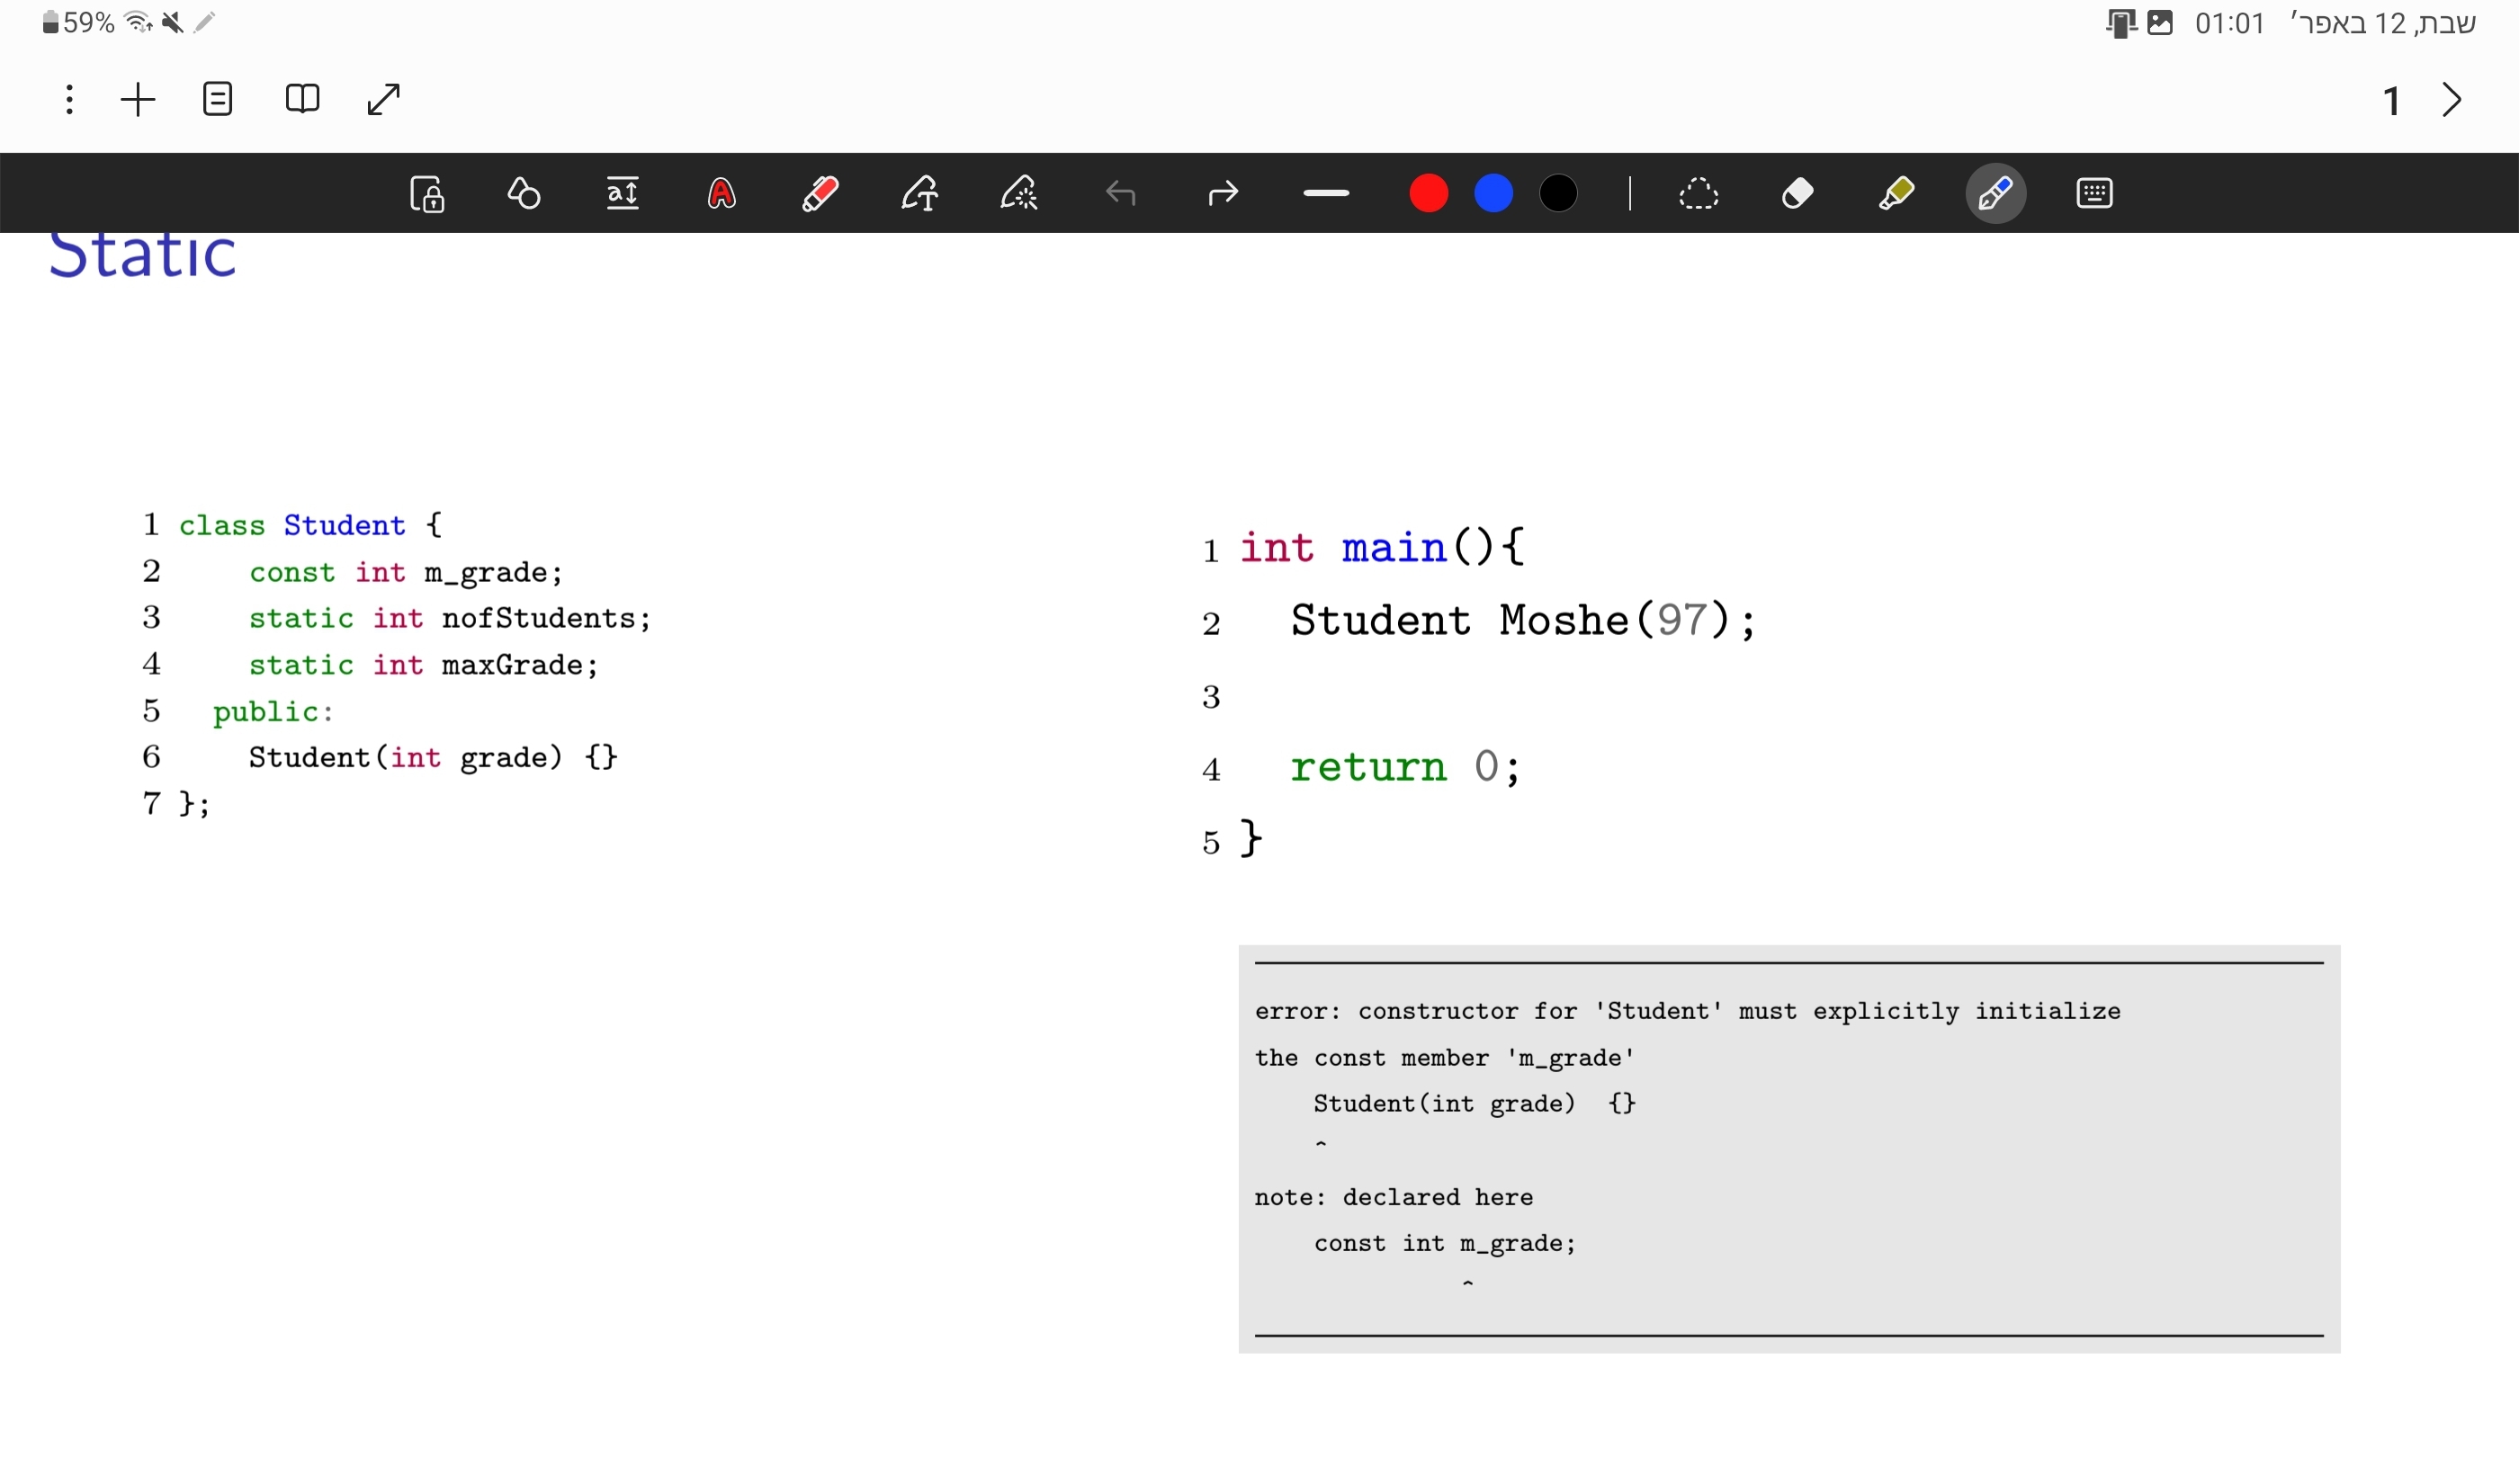 59%
שבת, 12 באפר׳ 01:01
1
Static
1 class Student {
2 const int m_grade;
3 static int nofStudents;
4 static int maxGrade;
5 public:
6 Student(int grade) {}
7 };
1 int main(){
2 Student Moshe(97);
3
4 return 0;
5 }
error: constructor for 'Student' must explicitly initialize
the const member 'm_grade'
Student(int grade) {}
^
note: declared here
const int m_grade;
^